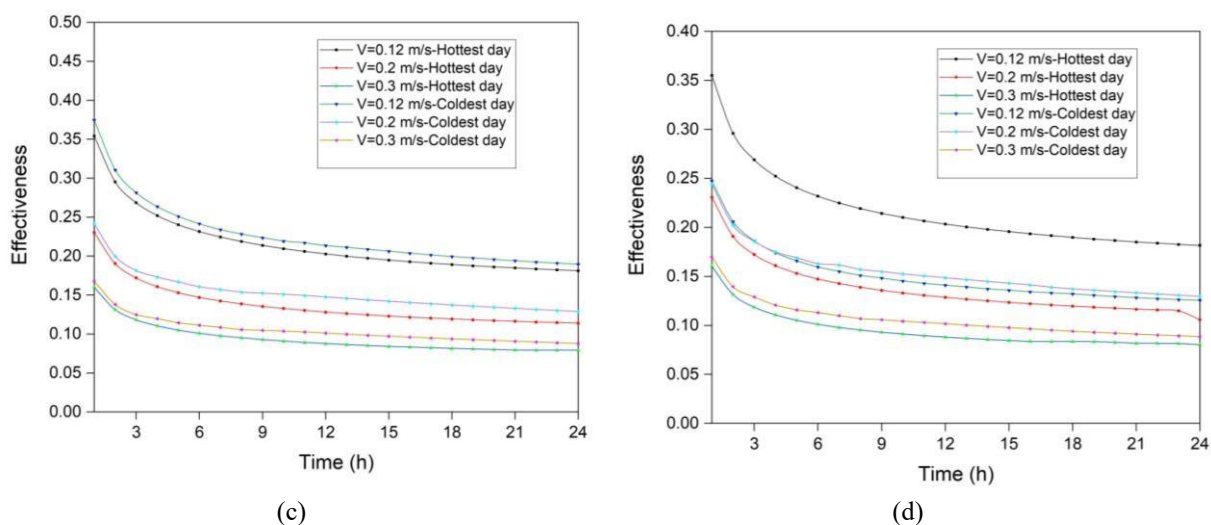 0.50
0.45
0.40
0.35
0.30
0.25
0.20
0.15
0.10
0.05
0.00
Effectiveness
V=0.12 m/s-Hottest day
V=0.2 m/s-Hottest day
V=0.3 m/s-Hottest day
V=0.12 m/s-Coldest day
V=0.2 m/s-Coldest day
V=0.3 m/s-Coldest day
3 6 9 12 15 18 21 24
Time (h)
(c)
0.40
0.35
0.30
0.25
0.20
0.15
0.10
0.05
0.00
Effectiveness
V=0.12 m/s-Hottest day
V=0.2 m/s-Hottest day
V=0.3 m/s-Hottest day
V=0.12 m/s-Coldest day
V=0.2 m/s-Coldest day
V=0.3 m/s-Coldest day
3 6 9 12 15 18 21 24
Time (h)
(d)